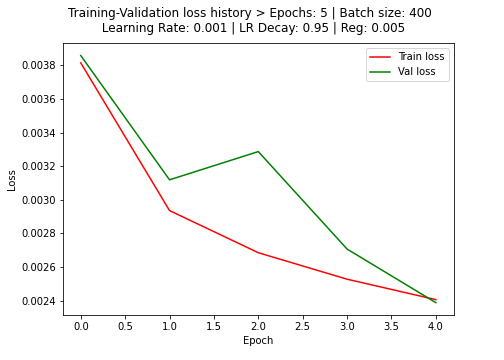 Training-Validation loss history > Epochs: 5 | Batch size: 400
Learning Rate: 0.001 | LR Decay: 0.95 | Reg: 0.005
Train loss
Val loss
0.0038
0.0036
0.0034
0.0032
0.0030
0.0028
0.0026
0.0024
Loss
0.0 0.5 1.0 1.5 2.0 2.5 3.0 3.5 4.0
Epoch